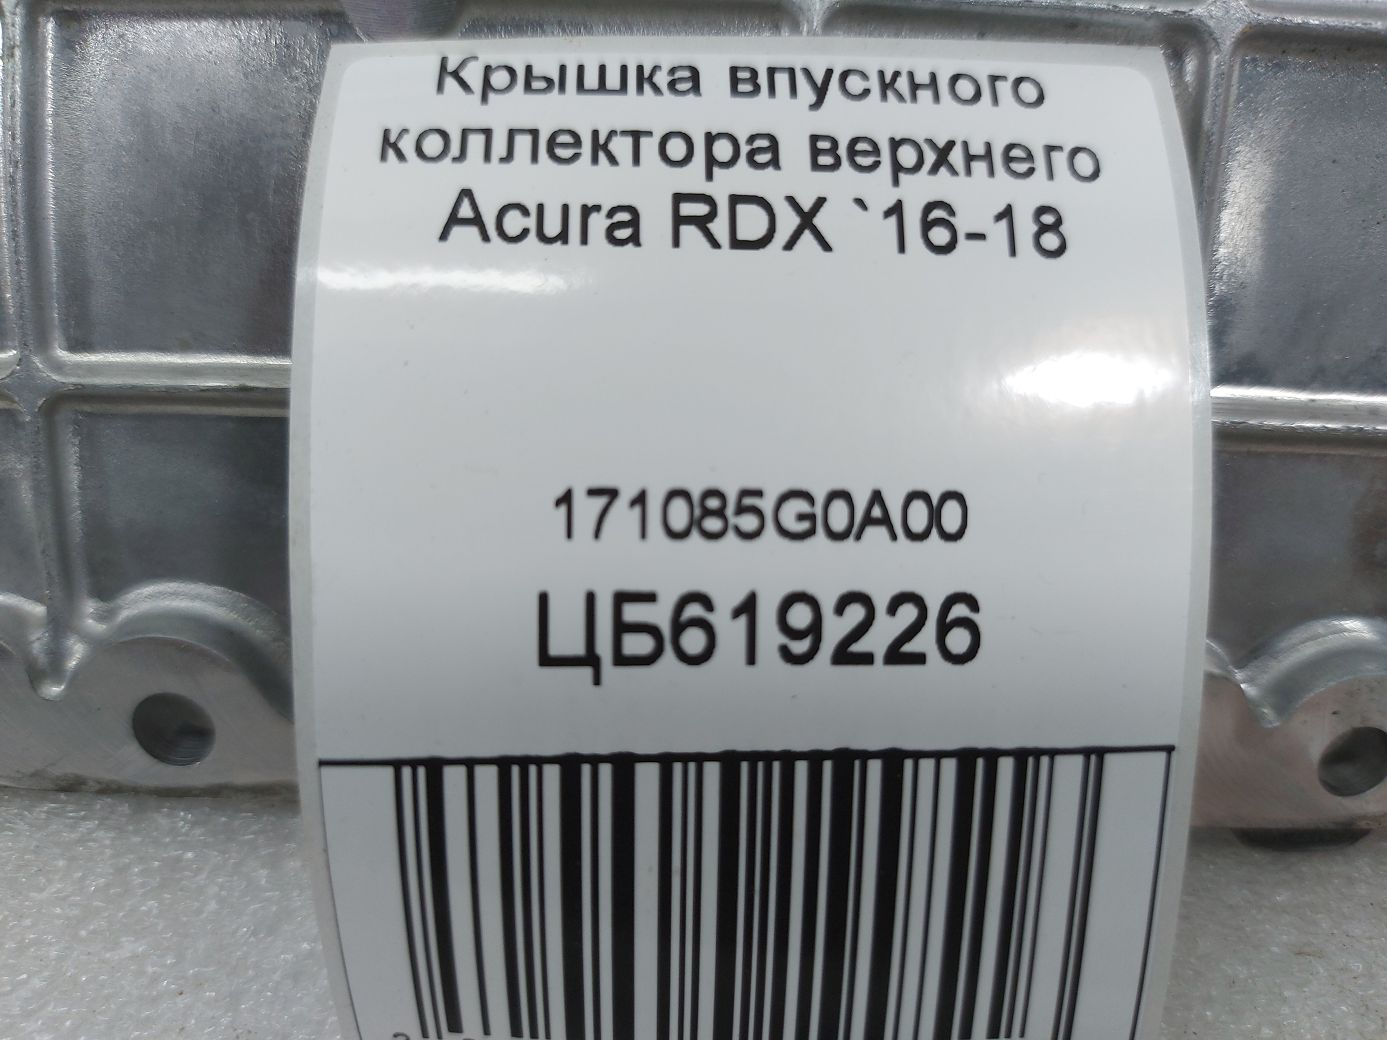 Крышка впускного
коллектора верхнего
Acura RDX `16-18
171085G0A00
ЦБ619226